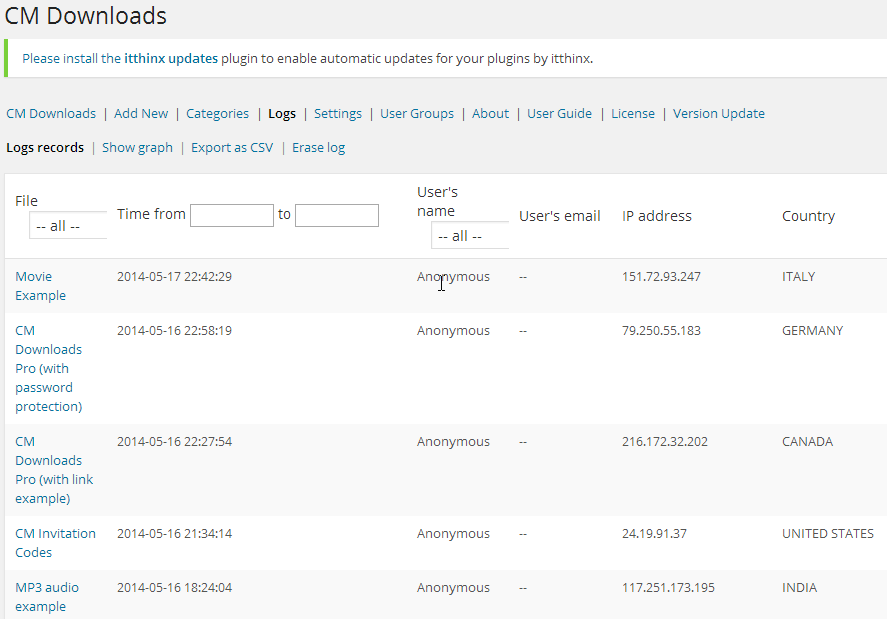 CM Downloads
Please install the itthinx updates plugin to enable automatic updates for your plugins by itthinx.
CM Downloads | Add New | Categories | Logs | Settings | User Groups | About | User Guide | License | Version Update
Logs records | Show graph | Export as CSV | Erase log
File
-- all --
Time from to
User's
name
-- all --
User's email
IP address
Country
Movie
Example
2014-05-17 22:42:29
Anonymous
--
151.72.93.247
ITALY
CM
Downloads
Pro (with
password
protection)
2014-05-16 22:58:19
Anonymous
--
79.250.55.183
GERMANY
CM
Downloads
Pro (with link
example)
2014-05-16 22:27:54
Anonymous
--
216.172.32.202
CANADA
CM Invitation
Codes
2014-05-16 21:34:14
Anonymous
--
24.19.91.37
UNITED STATES
MP3 audio
example
2014-05-16 18:24:04
Anonymous
--
117.251.173.195
INDIA